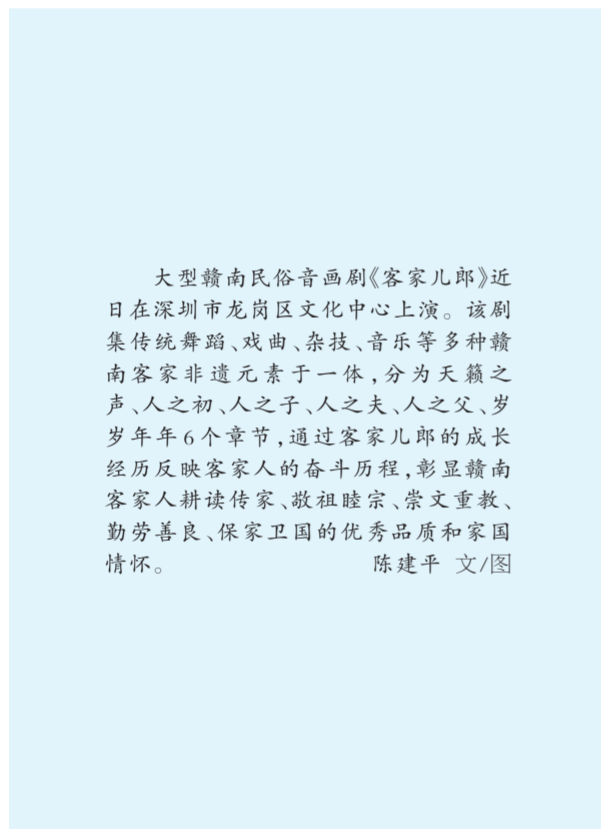 大型赣南民俗音画剧《客家儿郎》近
日在深圳市龙岗区文化中心上演。该剧
集传统舞蹈、戏曲、杂技、音乐等多种赣
南客家非遗元素于一体,分为天籁之
声、人之初、人之子、人之夫、人之父、岁
岁年年6个章节,通过客家儿郎的成长
经历反映客家人的奋斗历程,彰显赣南
客家人耕读传家、敬祖睦宗、崇文重教、
勤劳善良、保家卫国的优秀品质和家国
情怀。 陈建平 文/图